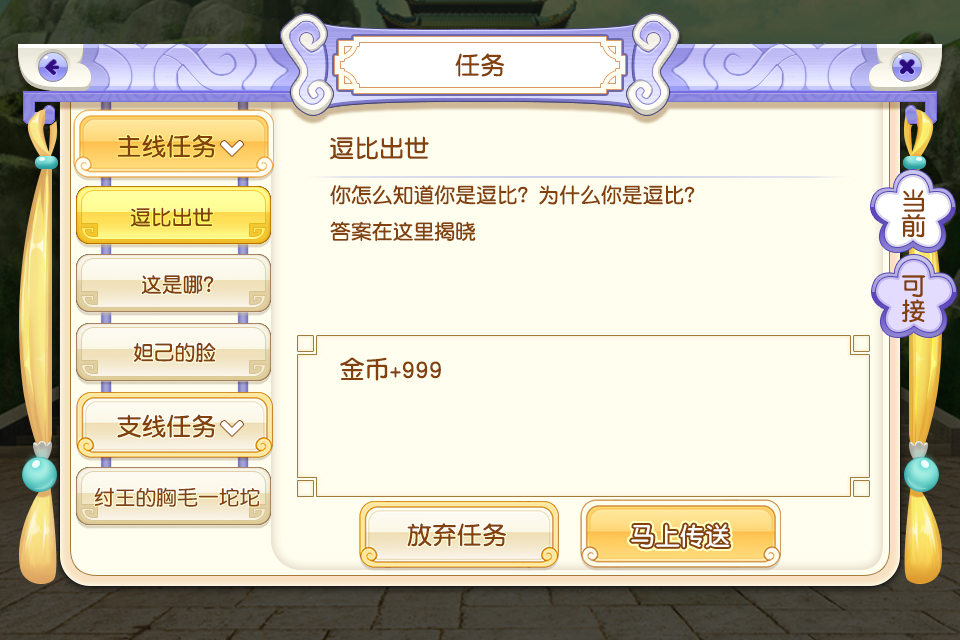 任务
主线任务
逗比出世
这是哪?
妲己的脸
支线任务
纣王的胸毛一坨坨
逗比出世
你怎么知道你是逗比？为什么你是逗比？
答案在这里揭晓
金币+999
放弃任务
马上传送
当前
可接